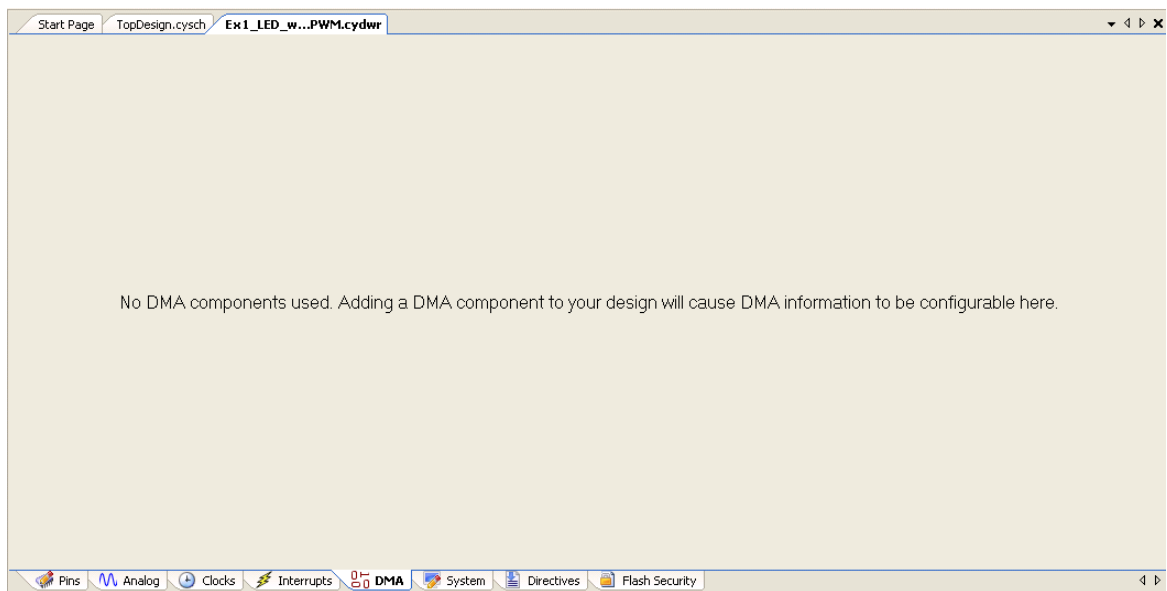 Start Page TopDesign.cysch Ex1_LED_w...PWM.cydwr
No DMA components used. Adding a DMA component to your design will cause DMA information to be configurable here.
Pins Analog Clocks Interrupts DMA System Directives Flash Security